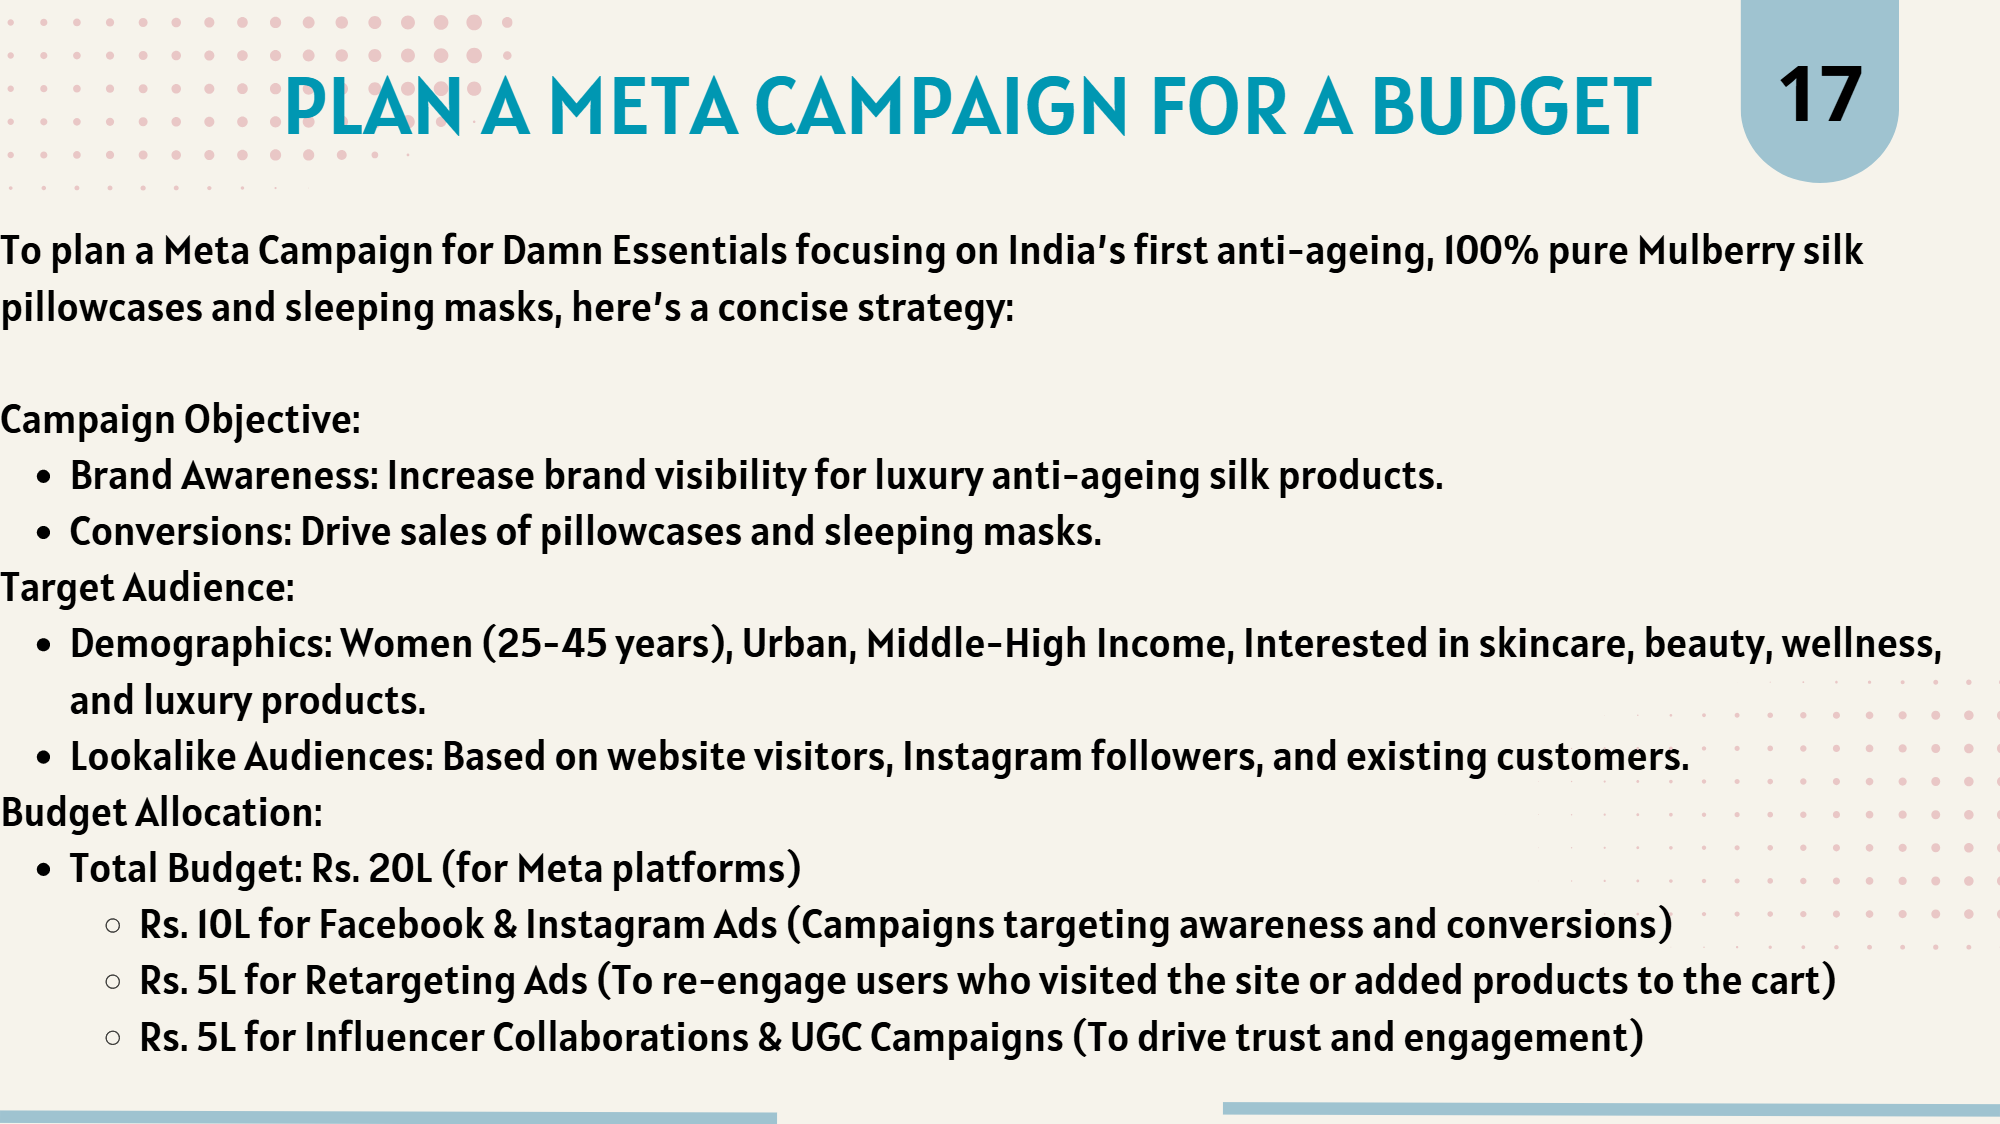 PLAN A META CAMPAIGN FOR A BUDGET
17
To plan a Meta Campaign for Damn Essentials focusing on India's first anti-ageing, 100% pure Mulberry silk
pillowcases and sleeping masks, here's a concise strategy:
Campaign Objective:
• Brand Awareness: Increase brand visibility for luxury anti-ageing silk products.
• Conversions: Drive sales of pillowcases and sleeping masks.
Target Audience:
• Demographics: Women (25-45 years), Urban, Middle-High Income, Interested in skincare, beauty, wellness,
and luxury products.
• Lookalike Audiences: Based on website visitors, Instagram followers, and existing customers.
Budget Allocation:
• Total Budget: Rs. 20L (for Meta platforms)
○ Rs. 10L for Facebook & Instagram Ads (Campaigns targeting awareness and conversions)
○ Rs. 5L for Retargeting Ads (To re-engage users who visited the site or added products to the cart)
○ Rs. 5L for Influencer Collaborations & UGC Campaigns (To drive trust and engagement)